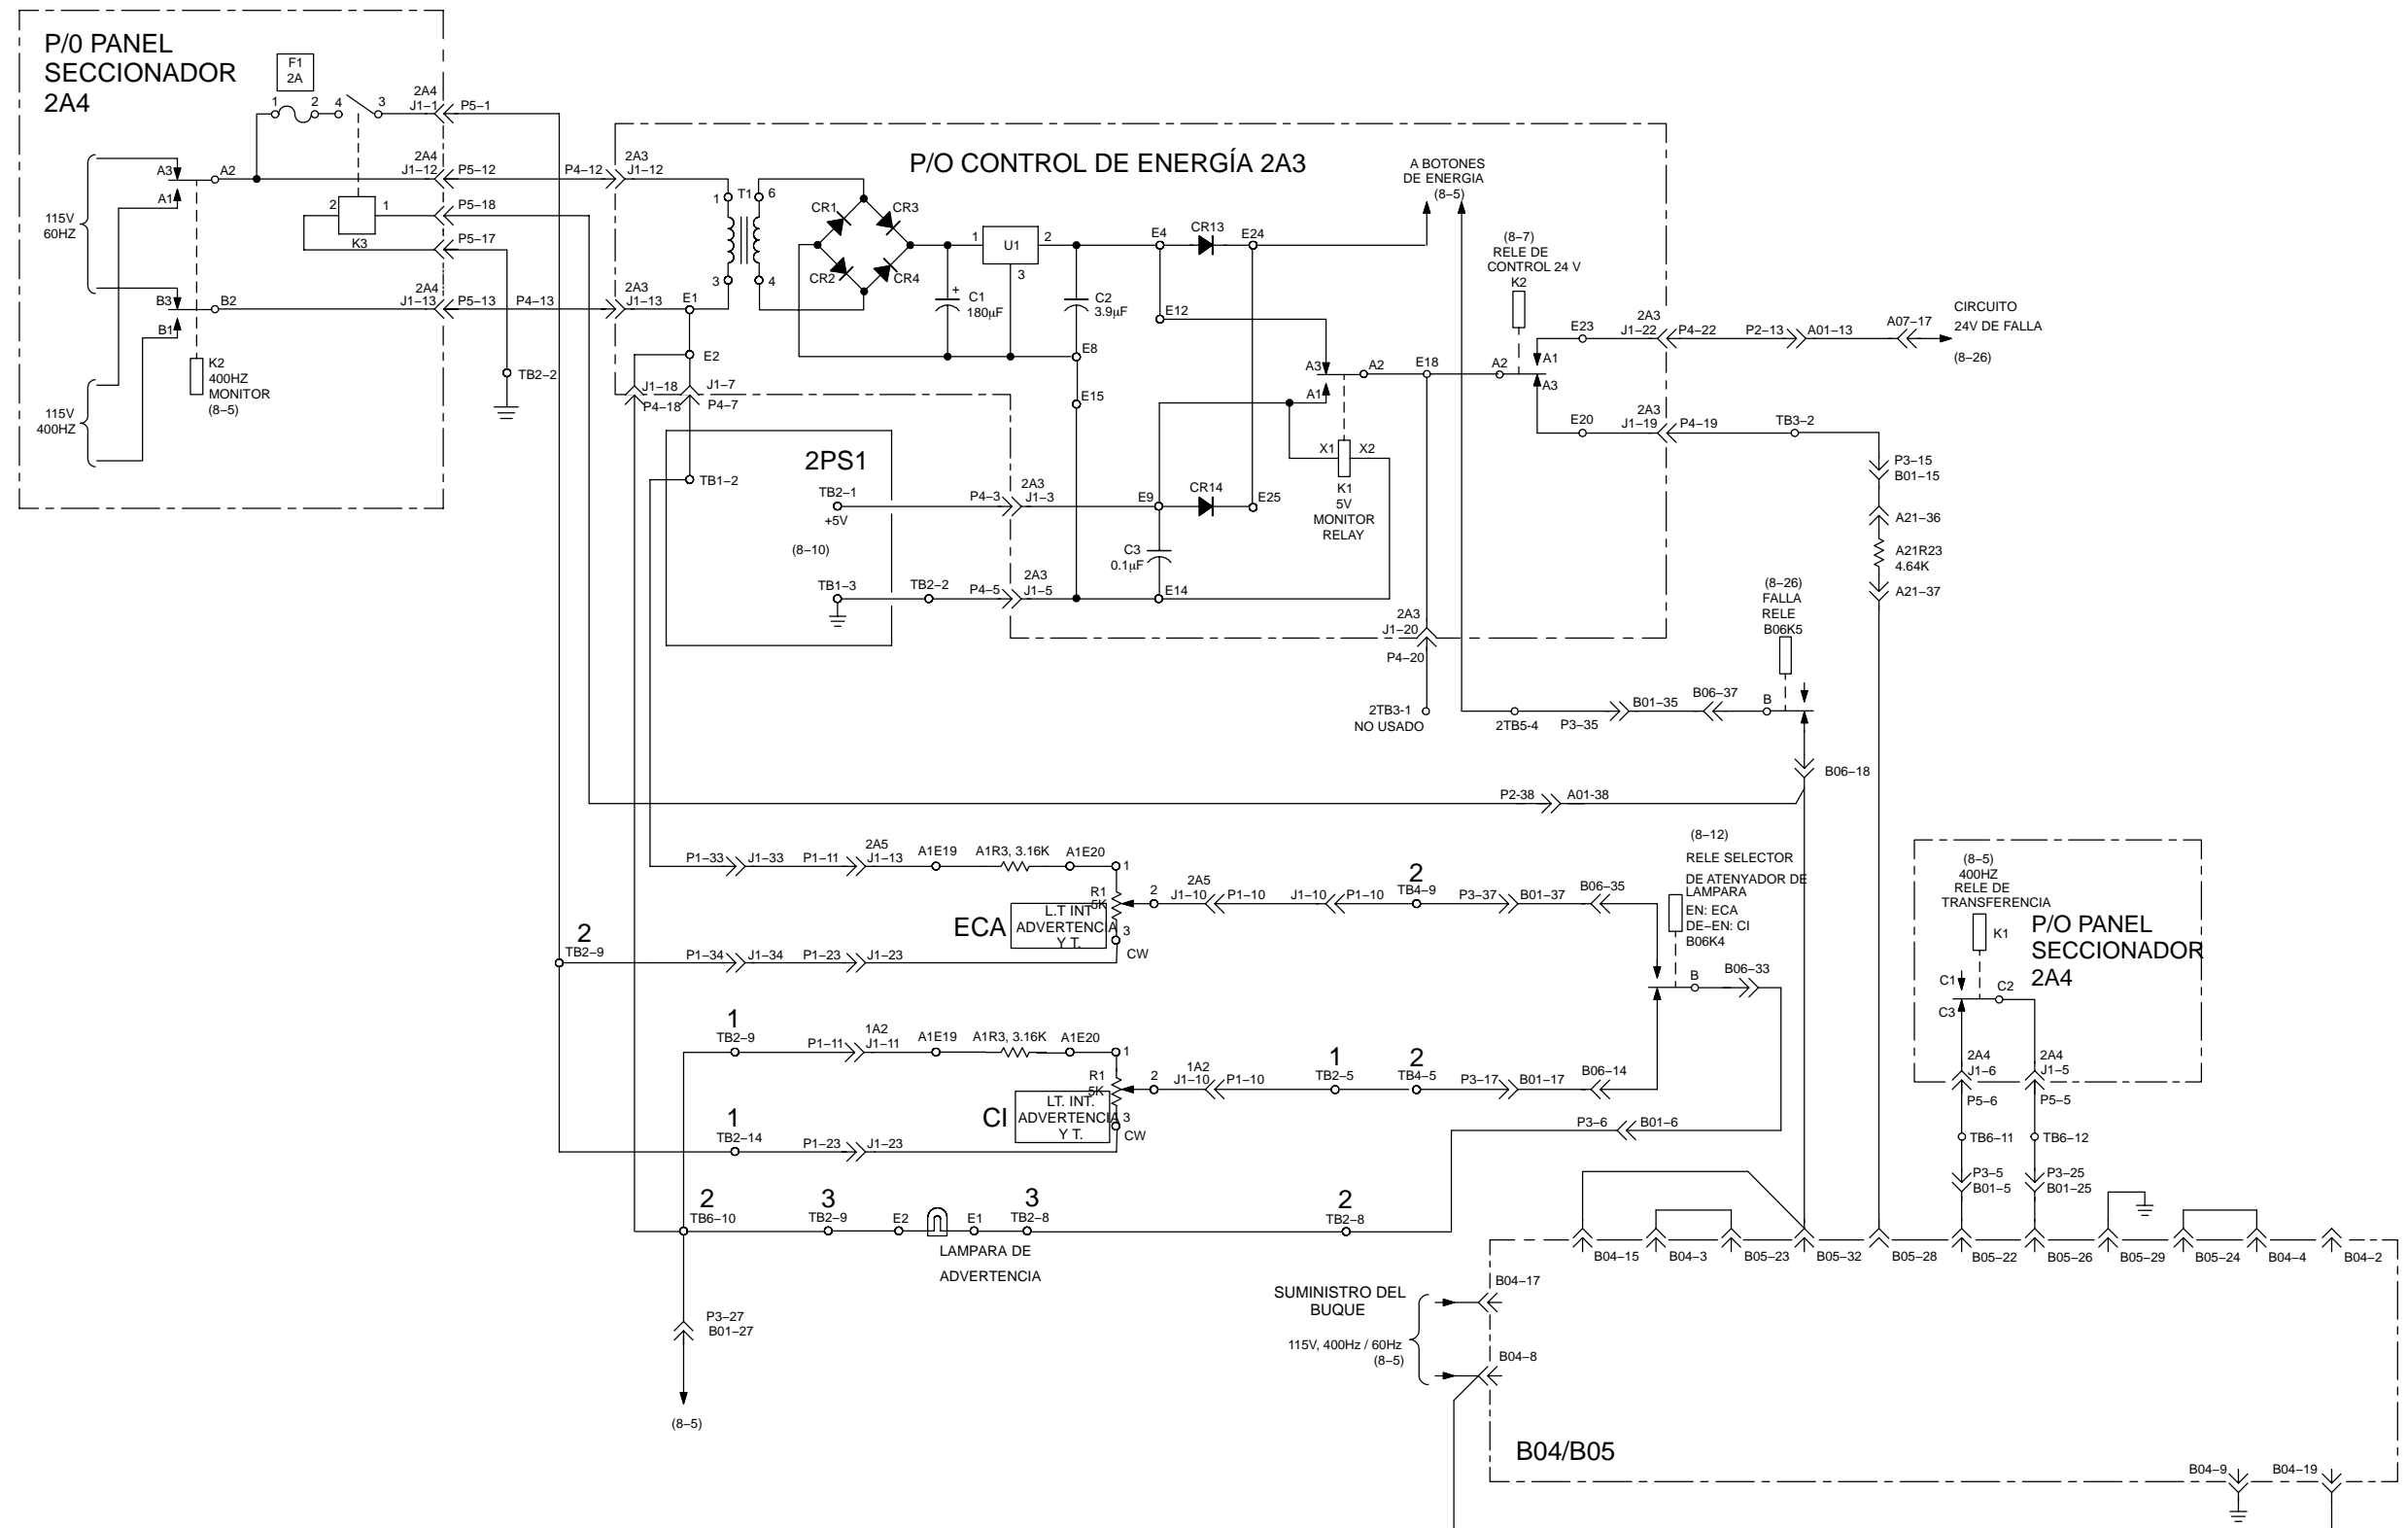 P/0 PANEL
SECCIONADOR
2A4
F1
2A
1
2
4
3
2A4
J1–1
P5–1
A3
A2
2A4
J1–12
P5–12
P4–12
2A3
J1–12
A1
115V
60HZ
2
1
K3
P5–18
P5–17
B3
B2
2A4
J1–13
P5–13
P4–13
2A3
J1–13
B1
K2
400HZ
MONITOR
(8–5)
115V
400HZ
TB2–2
P/O CONTROL DE ENERGÍA 2A3
1
T1
6
3
4
CR1
CR3
CR2
CR4
E1
E2
J1–18
P4–18
J1–7
P4–7
+
C1
180µF
1
U1
2
3
C2
3.9µF
E8
E15
E4
CR13
E24
E12
A BOTONES
DE ENERGIA
(8–5)
(8–7)
RELE DE
CONTROL 24 V
K2
A3
A2
A1
E18
A2
A1
A3
E23
2A3
J1–22
P4–22
P2–13
A01–13
A07–17
CIRCUITO
24V DE FALLA
(8–26)
E20
2A3
J1–19
P4–19
TB3–2
P3–15
B01–15
A21–36
A21R23
4.64K
A21–37
X1
X2
K1
5V
MONITOR
RELAY
2PS1
TB1–2
TB2–1
+5V
(8–10)
TB1–3
TB2–2
P4–3
2A3
J1–3
E9
CR14
E25
C3
0.1µF
P4–5
2A3
J1–5
E14
2A3
J1–20
P4–20
2TB3-1
NO USADO
2TB5-4
P3–35
B01–35
B06–37
B
(8–26)
FALLA
RELE
B06K5
B06–18
P2-38
A01-38
P1–33
J1–33
P1–11
2A5
J1–13
A1E19
A1R3, 3.16K
A1E20
1
R1
5K
2
3
CW
ECA
L.T INT
ADVERTENCIA
Y T.
2A5
J1–10
P1–10
J1–10
P1–10
2
TB4–9
P3–37
B01–37
B06–35
(8–12)
RELE SELECTOR
DE ATENYADOR DE
LAMPARA
EN: ECA
DE–EN: CI
B06K4
2
TB2–9
P1–34
J1–34
P1–23
J1–23
B
B06–33
1
TB2–9
P1–11
1A2
J1–11
A1E19
A1R3, 3.16K
A1E20
1
R1
5K
2
3
CW
CI
LT. INT.
ADVERTENCIA
Y T.
1A2
J1–10
P1–10
1
TB2–5
2
TB4–5
P3–17
B01–17
B06–14
1
TB2–14
P1–23
J1–23
P3–6
B01–6
2
TB6–10
3
TB2–9
E2
E1
3
TB2–8
2
TB2–8
LAMPARA DE
ADVERTENCIA
P3–27
B01–27
(8–5)
(8–5)
400HZ
RELE DE
TRANSFERENCIA
K1
P/O PANEL
SECCIONADOR
2A4
C1
C2
C3
2A4
J1–6
2A4
J1–5
P5–6
P5–5
TB6–11
TB6–12
P3–5
B01–5
P3–25
B01–25
B04–15
B04–3
B05–23
B05–32
B05–28
B05–22
B05–26
B05–29
B05–24
B04–4
B04–2
SUMINISTRO DEL
BUQUE
115V, 400Hz / 60Hz
(8–5)
B04–17
B04–8
B04/B05
B04–9
B04–19